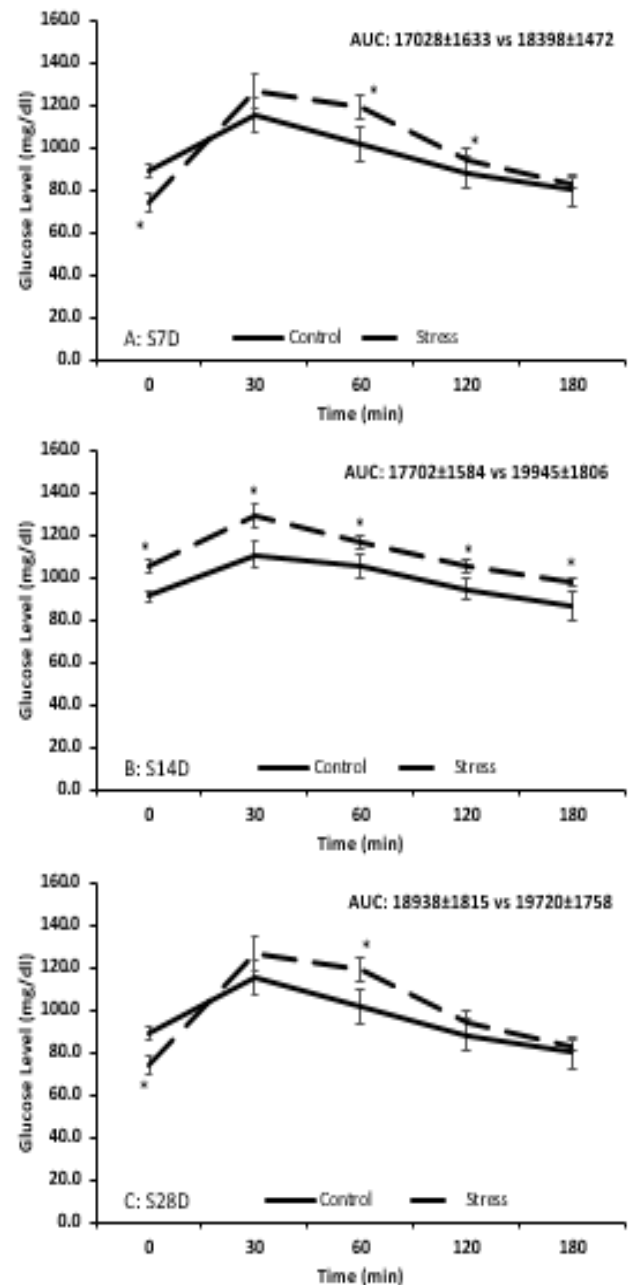 160.0
AUC: 17028±1633 vs 18398±1472
140.0
*
120.0
*
100.0
80.0
*
60.0
40.0
20.0
A: S7D Control Stress
0.0
0 30 60 120 180
Time (min)
Glucose Level (mg/dl)
160.0
AUC: 17702±1584 vs 19945±1806
140.0
* * * * *
120.0
100.0
80.0
60.0
40.0
20.0
B: S14D Control Stress
0.0
0 30 60 120 180
Time (min)
Glucose Level (mg/dl)
160.0
AUC: 18938±1815 vs 19720±1758
140.0
*
120.0
100.0
80.0
*
60.0
40.0
20.0
C: S28D Control Stress
0.0
0 30 60 120 180
Time (min)
Glucose Level (mg/dl)